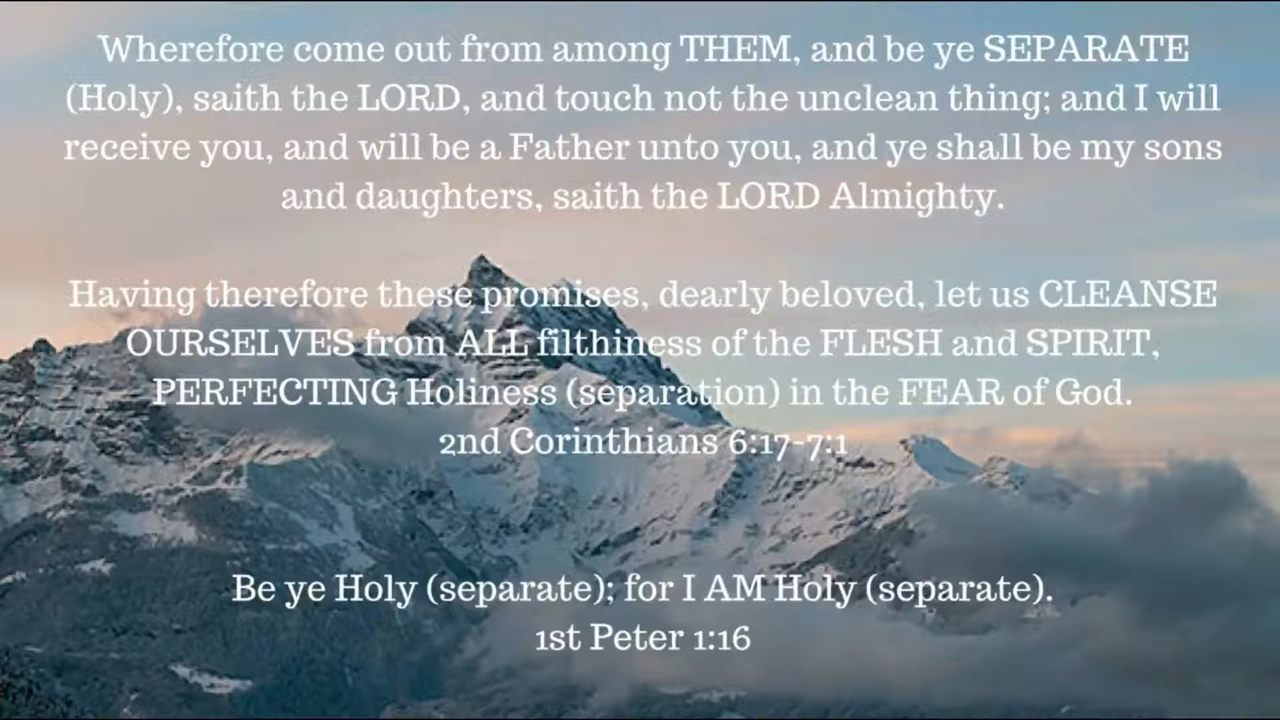 Wherefore come out from among THEM, and be ye SEPARATE
(Holy), saith the LORD, and touch not the unclean thing; and I will
receive you, and will be a Father unto you, and ye shall be my sons
and daughters, saith the LORD Almighty.
Having therefore these promises, dearly beloved, let us CLEANSE
OURSELVES from ALL filthiness of the FLESH and SPIRIT,
PERFECTING Holiness (separation) in the FEAR of God.
2nd Corinthians 6:17-7:1
Be ye Holy (separate); for I AM Holy (separate).
1st Peter 1:16